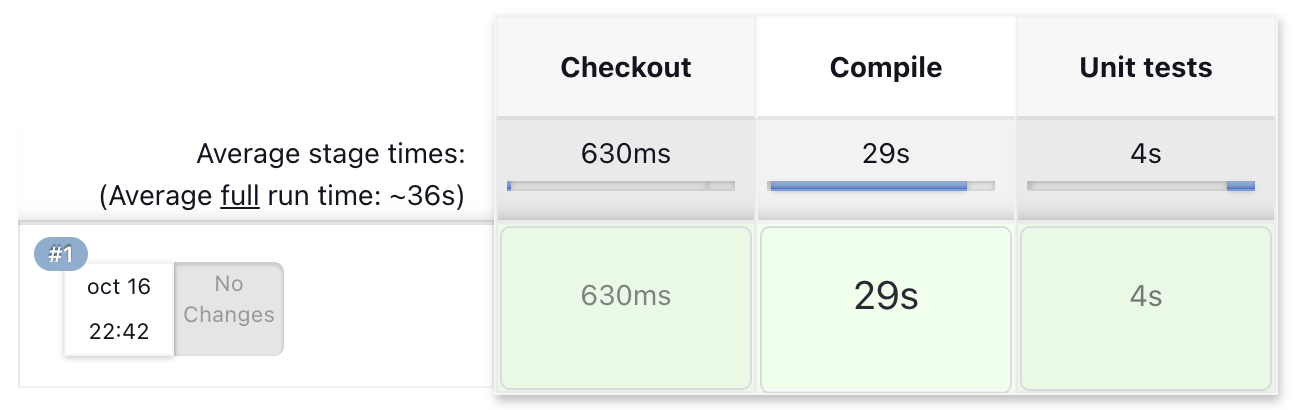 Checkout
Compile
Unit tests
Average stage times:
(Average full run time: ~36s)
630ms
29s
4s
#1
oct 16
22:42
No
Changes
630ms
29s
4s